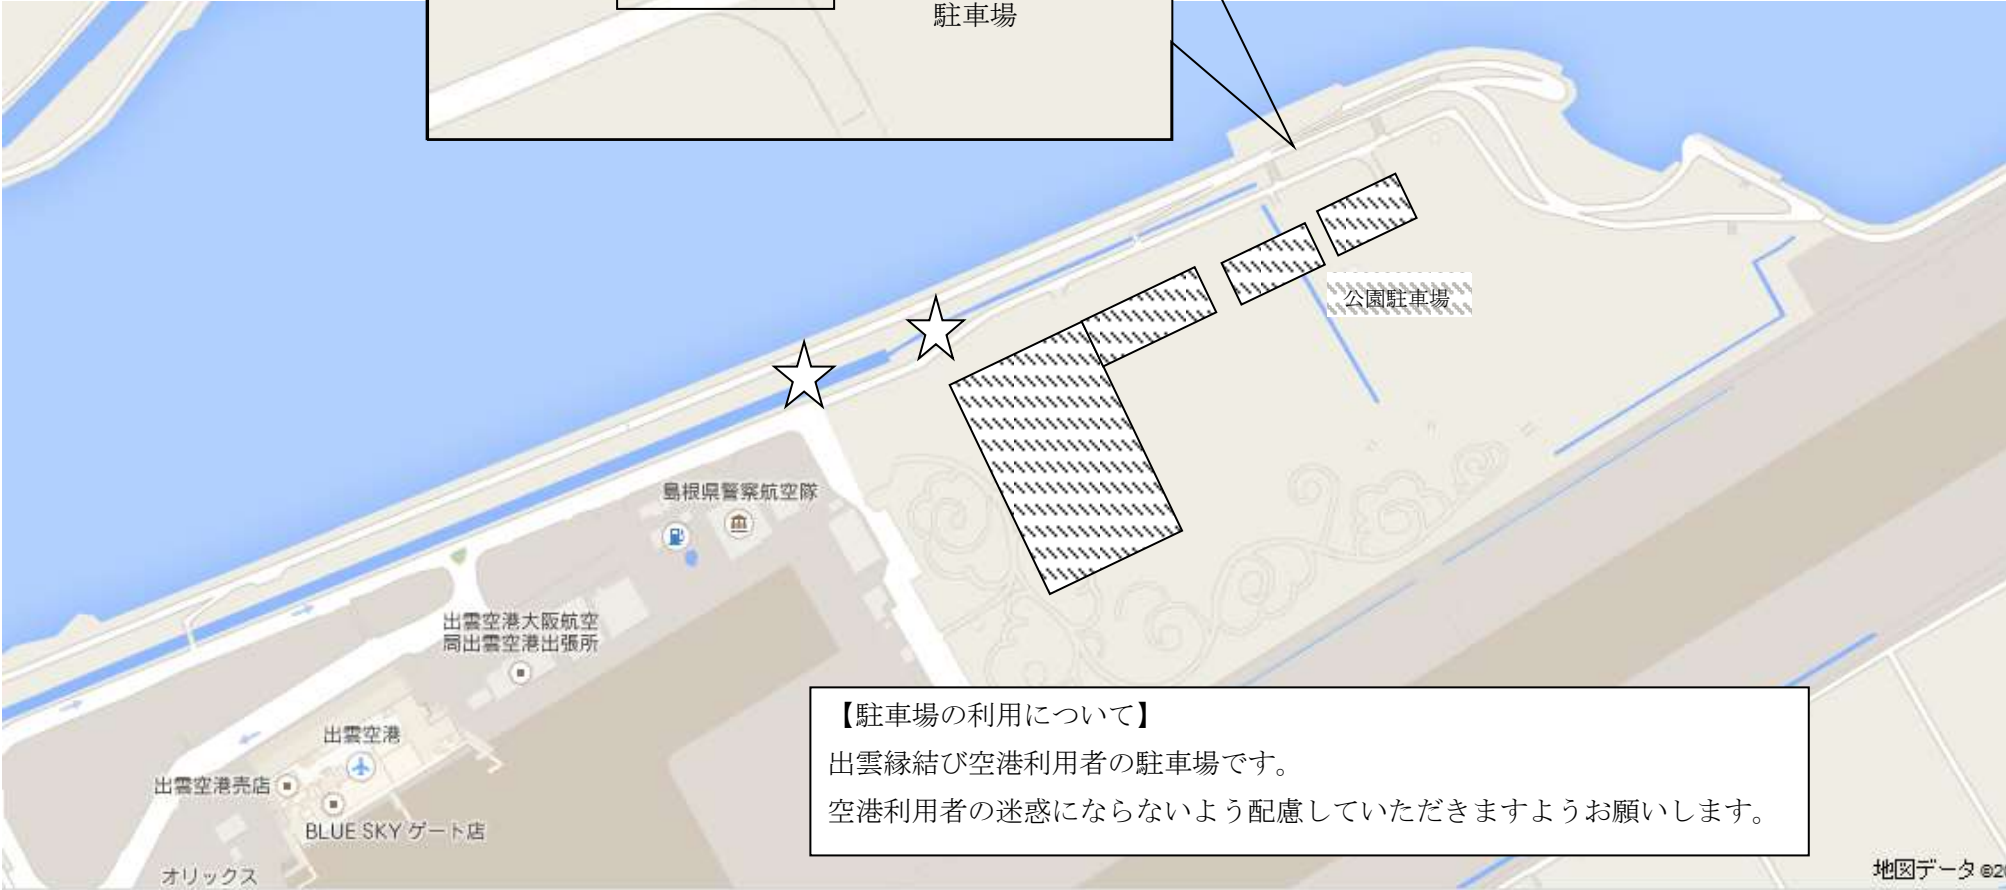 駐車場
公園駐車場
島根県警察航空隊
出雲空港大阪航空
局出雲空港出張所
出雲空港
出雲空港売店
BLUE SKY ゲート店
オリックス
【駐車場の利用について】
出雲縁結び空港利用者の駐車場です。
空港利用者の迷惑にならないよう配慮していただきますようお願いします。
地図データ ©20